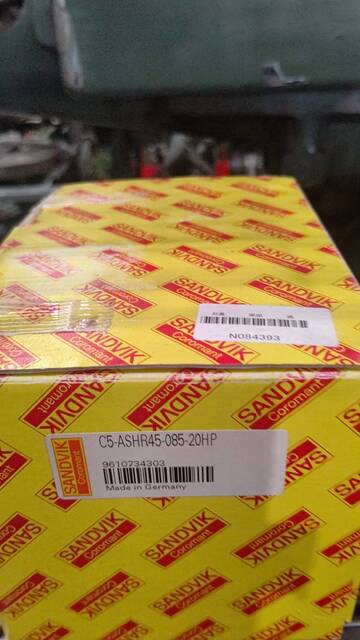 N084393
SANDVIK
Coromant
C5-ASHR45-085-20HP
9610734303
Made in Germany
SANDVIK
Coromant